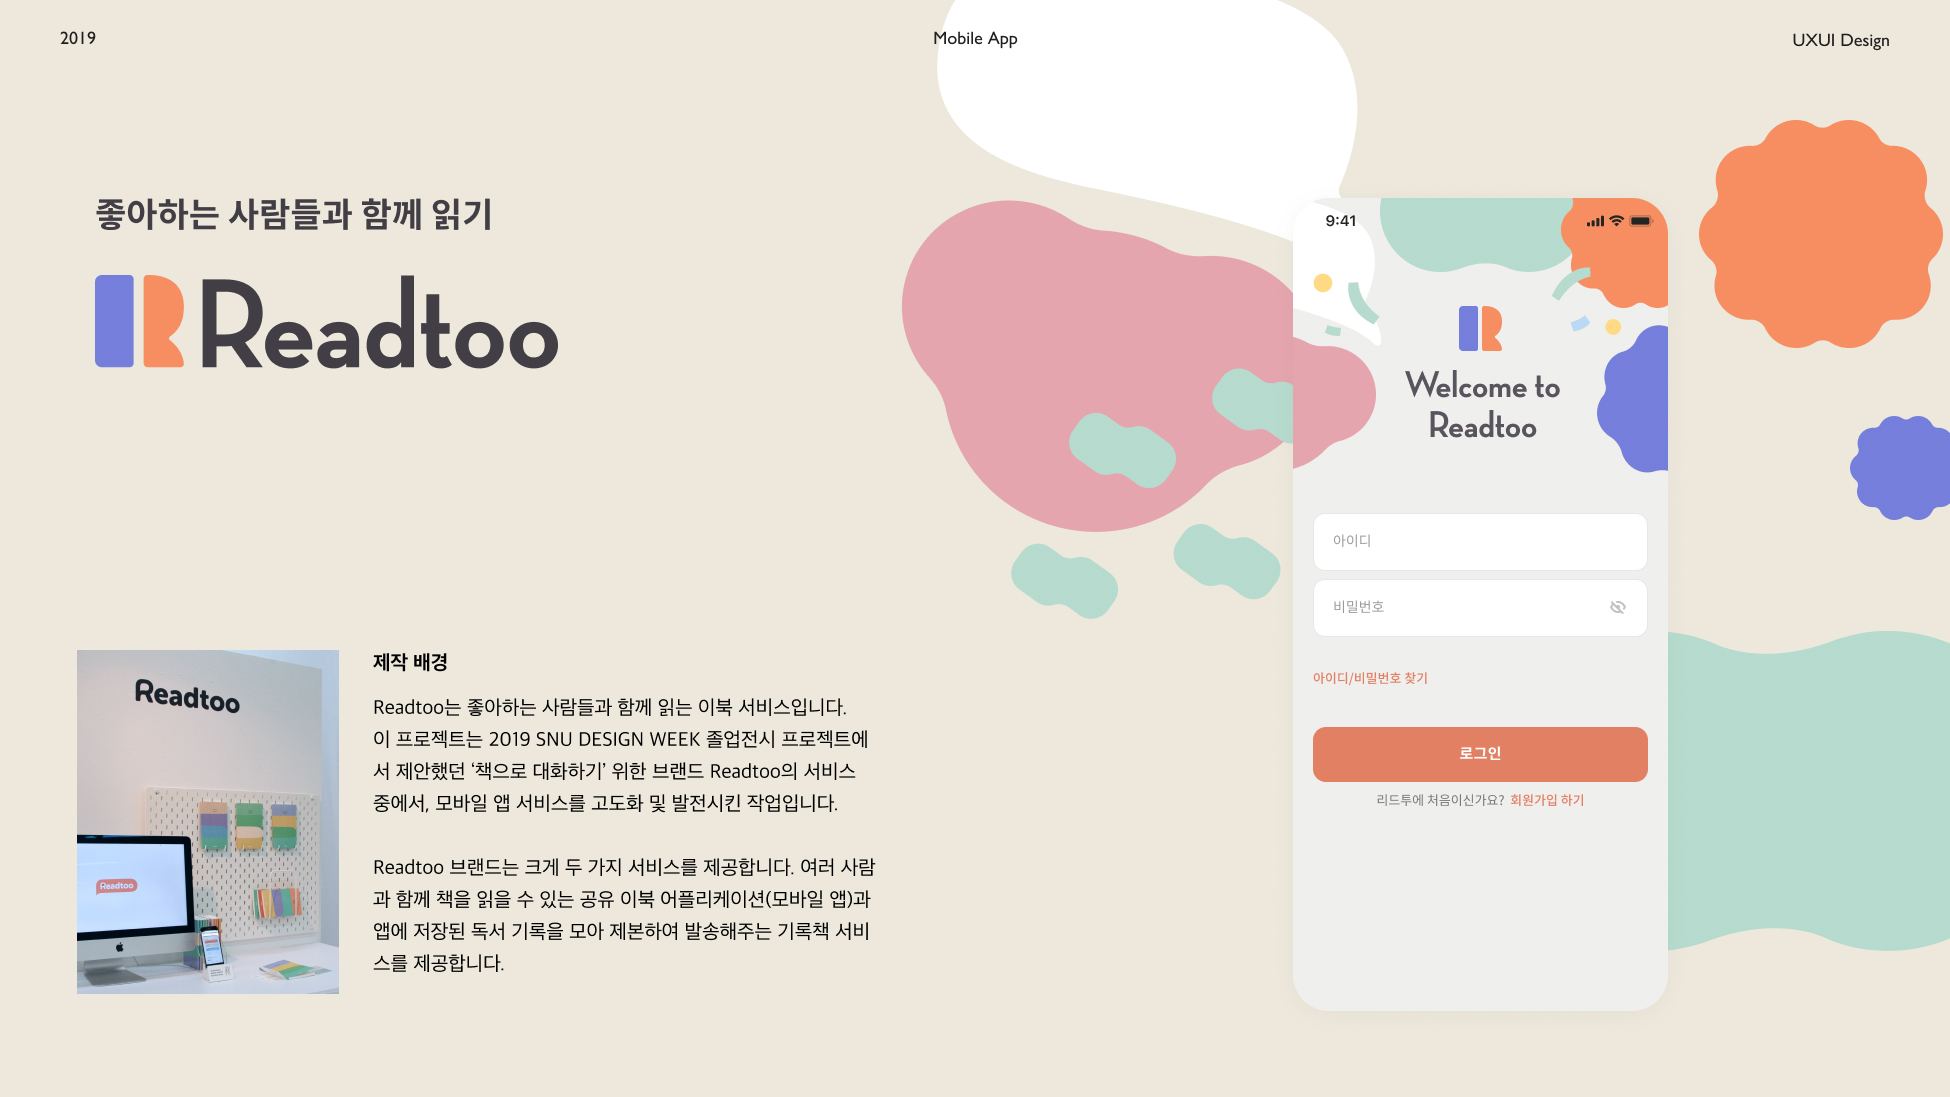 2019
Mobile App
UXUI Design
좋아하는 사람들과 함께 읽기
Readtoo
Readtoo
Readtoo
제작 배경
Readtoo는 좋아하는 사람들과 함께 읽는 이북 서비스입니다.
이 프로젝트는 2019 SNU DESIGN WEEK 졸업전시 프로젝트에
서 제안했던 ‘책으로 대화하기’ 위한 브랜드 Readtoo의 서비스
중에서, 모바일 앱 서비스를 고도화 및 발전시킨 작업입니다.
Readtoo 브랜드는 크게 두 가지 서비스를 제공합니다. 여러 사람
과 함께 책을 읽을 수 있는 공유 이북 어플리케이션(모바일 앱)과
앱에 저장된 독서 기록을 모아 제본하여 발송해주는 기록책 서비
스를 제공합니다.
9:41
Welcome to
Readtoo
아이디
비밀번호
아이디/비밀번호 찾기
로그인
리드투에 처음이신가요? 회원가입 하기